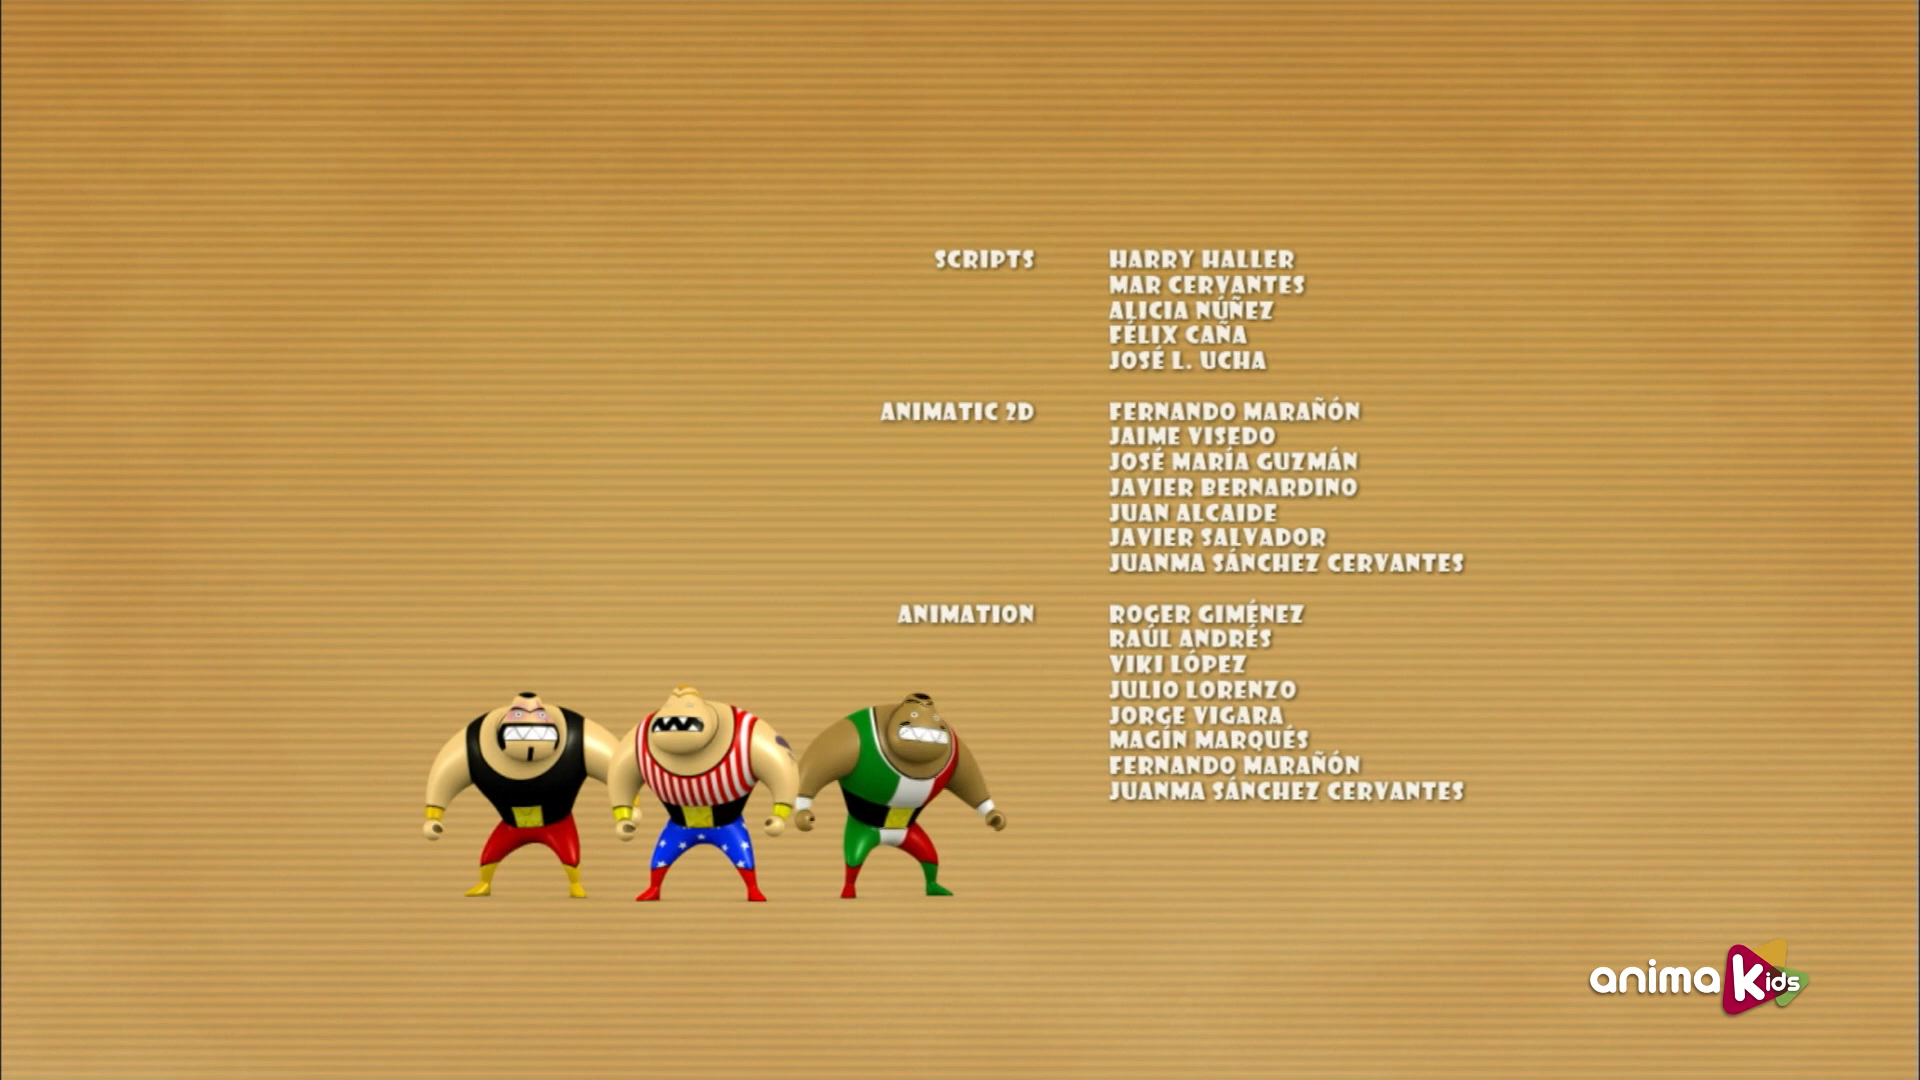 SCRIPTS HARRY HALLER
MAR CERVANTES
ALICIA NÚÑEZ
FÉLIX CAÑA
JOSÉ L. UCHA
ANIMATIC 2D FERNANDO MARAÑÓN
JAIME VISEDO
JOSÉ MARÍA GUZMÁN
JAVIER BERNARDINO
JUAN ALCAIDE
JAVIER SALVADOR
JUANMA SÁNCHEZ CERVANTES
ANIMATION ROGER GIMÉNEZ
RAÚL ANDRÉS
VIKI LÓPEZ
JULIO LORENZO
JORGE VIGARA
MAGÍN MARQUÉS
FERNANDO MARAÑÓN
JUANMA SÁNCHEZ CERVANTES
anima Kids